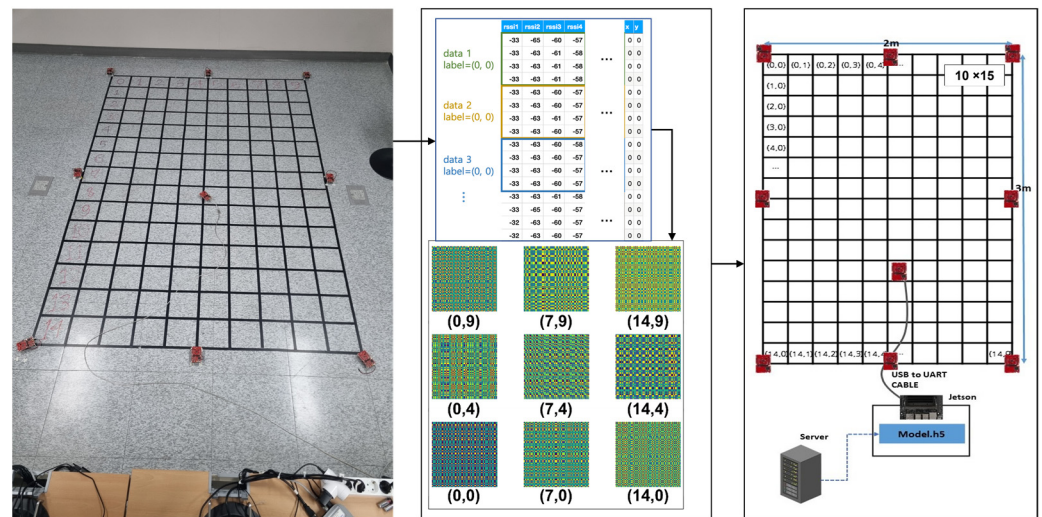 rssi1 rssi2 rssi3 rssi4 x y
-33 -65 -60 -57 0 0
data 1 -33 -63 -61 -58 0 0
label=(0, 0) -33 -63 -61 -58 ... 0 0
-33 -63 -61 -58 0 0
-33 -63 -60 -57 0 0
data 2 -33 -63 -60 -57 0 0
label=(0, 0) -33 -63 -61 -57 ... 0 0
-33 -63 -60 -57 0 0
-33 -63 -60 -58 0 0
data 3 -33 -63 -61 -57 0 0
label=(0, 0) -33 -63 -60 -57 ... 0 0
-33 -63 -60 -57 0 0
⋮ -33 -63 -61 -58 0 0
-33 -65 -60 -57 0 0
-32 -63 -60 -57 ... 0 0
-32 -63 -60 -57 0 0
(0,9) (7,9) (14,9)
(0,4) (7,4) (14,4)
(0,0) (7,0) (14,0)
2m
{0,0} {0,1} {0,2} {0,3} {0,4} ...
10 ×15
{1,0}
{2,0}
{3,0}
{4,0}
...
3m
{14,0} {14,1} {14,2} {14,3} {14,4} ...
USB to UART
CABLE
Jetson
Model.h5
Server